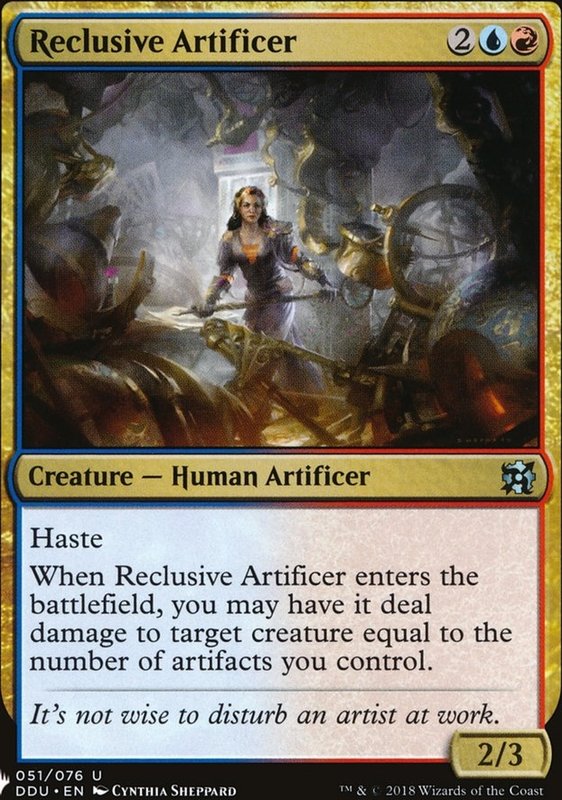 Reclusive Artificer 2
Creature — Human Artificer
Haste
When Reclusive Artificer enters the
battlefield, you may have it deal
damage to target creature equal to the
number of artifacts you control.
It's not wise to disturb an artist at work.
2/3
051/076 U
DDU • EN Cynthia Sheppard
™ & © 2018 Wizards of the Coast